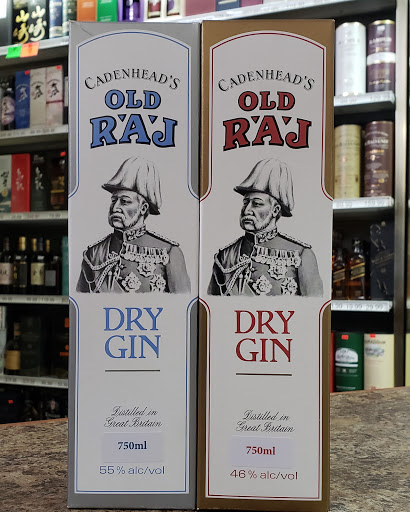 CADENHEAD'S
OLD
RAJ
DRY
GIN
Distilled in
Great Britain
750ml
55% alc/vol
CADENHEAD'S
OLD
RAJ
DRY
GIN
Distilled in
Great Britain
750ml
46% alc/vol